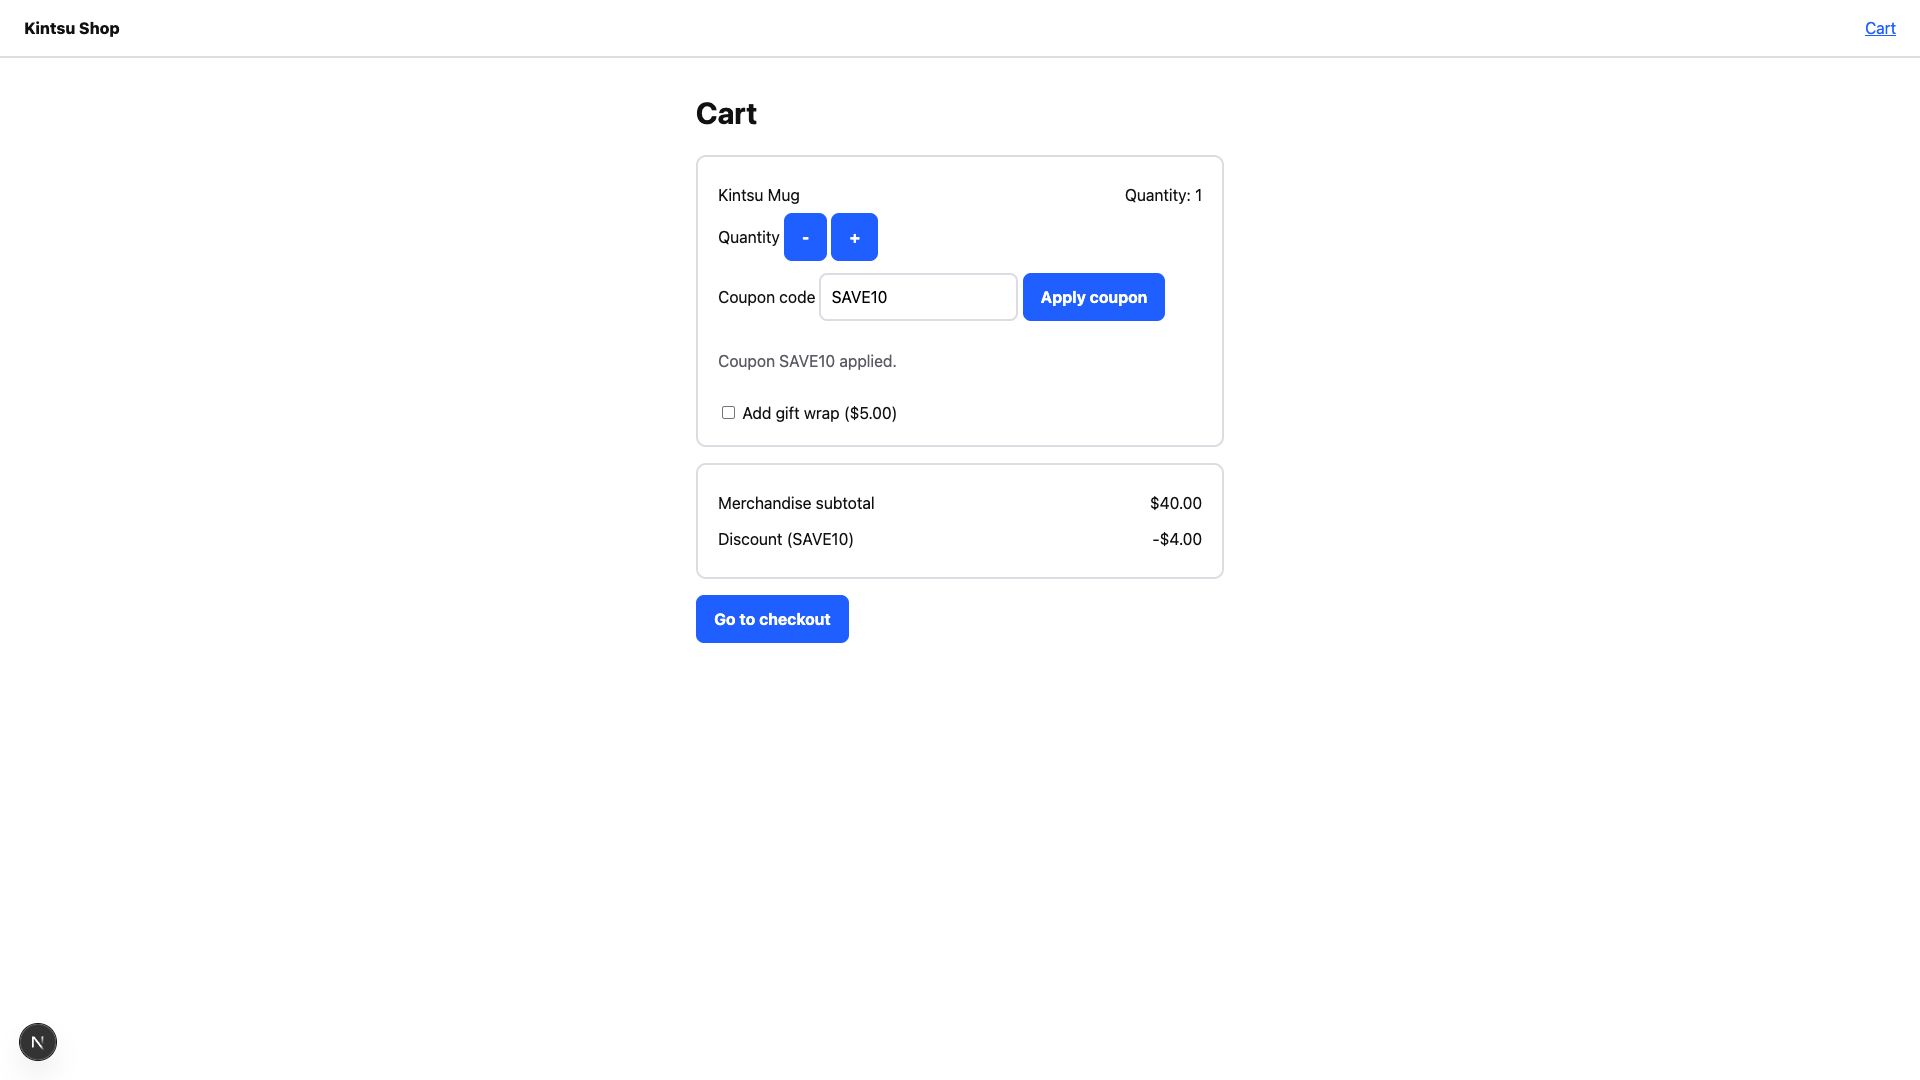 Kintsu Shop Cart
Cart
Kintsu Mug Quantity: 1
Quantity - +
Coupon code SAVE10 Apply coupon
Coupon SAVE10 applied.
Add gift wrap ($5.00)
Merchandise subtotal $40.00
Discount (SAVE10) -$4.00
Go to checkout
N